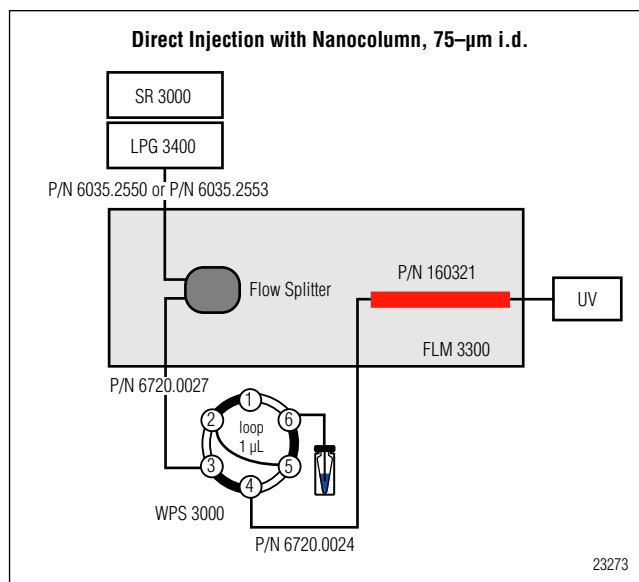 Direct Injection with Nanocolumn, 75–µm i.d.
SR 3000
LPG 3400
P/N 6035.2550 or P/N 6035.2553
P/N 160321
Flow Splitter
UV
FLM 3300
P/N 6720.0027
1
2
6
loop
1 µL
3
5
4
WPS 3000
P/N 6720.0024
23273